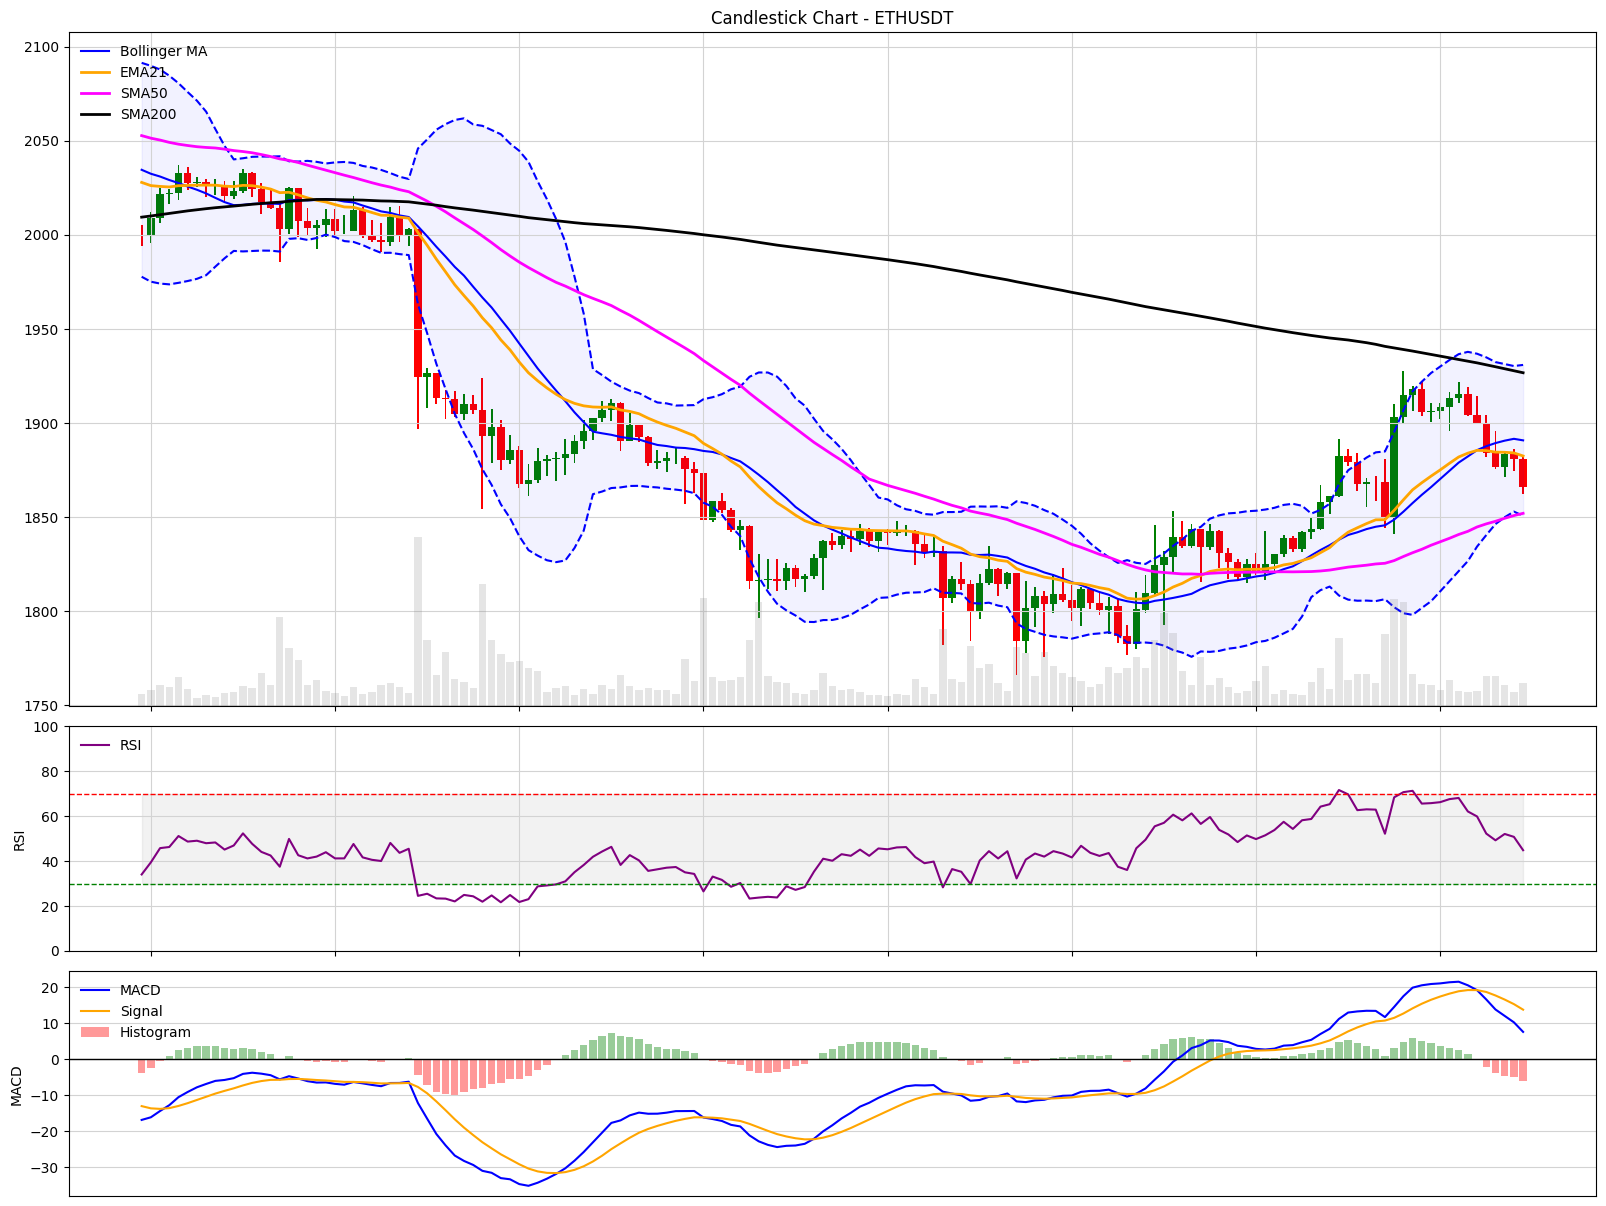 Candlestick Chart - ETHUSDT
Bollinger MA
EMA21
SMA50
SMA200
2100
2050
2000
1950
1900
1850
1800
1750
RSI
RSI
100
80
60
40
20
0
MACD
Signal
Histogram
MACD
20
10
0
−10
−20
−30